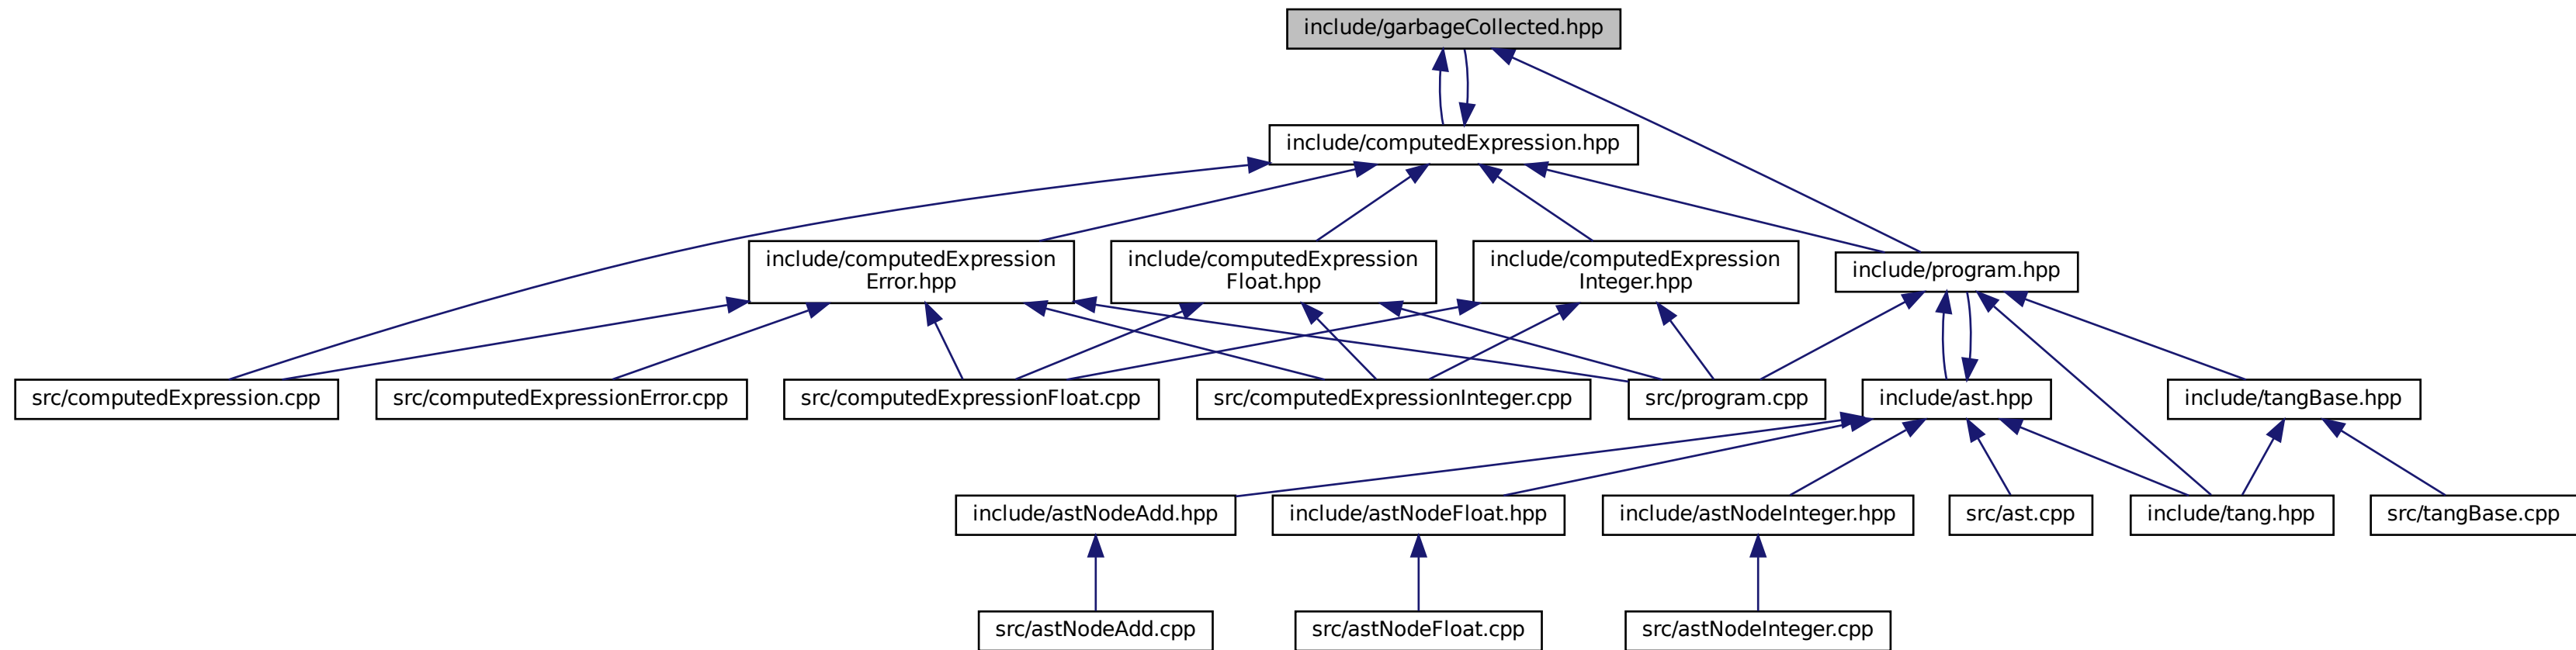 include/garbageCollected.hpp
include/computedExpression.hpp
include/computedExpression
Error.hpp
include/computedExpression
Float.hpp
include/computedExpression
Integer.hpp
include/program.hpp
src/computedExpression.cpp
src/computedExpressionError.cpp
src/computedExpressionFloat.cpp
src/computedExpressionInteger.cpp
src/program.cpp
include/ast.hpp
include/tangBase.hpp
include/astNodeAdd.hpp
include/astNodeFloat.hpp
include/astNodeInteger.hpp
src/ast.cpp
include/tang.hpp
src/tangBase.cpp
src/astNodeAdd.cpp
src/astNodeFloat.cpp
src/astNodeInteger.cpp